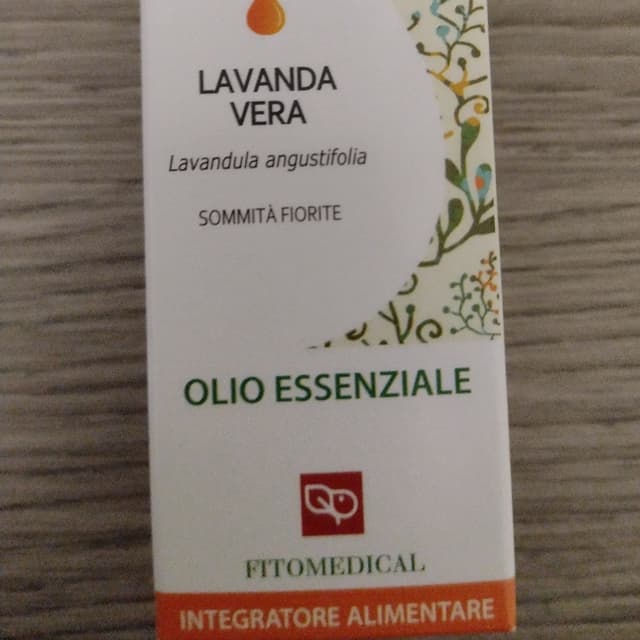 LAVANDA
VERA
Lavandula angustifolia
SOMMITÀ FIORITE
OLIO ESSENZIALE
FITOMEDICAL
INTEGRATORE ALIMENTARE